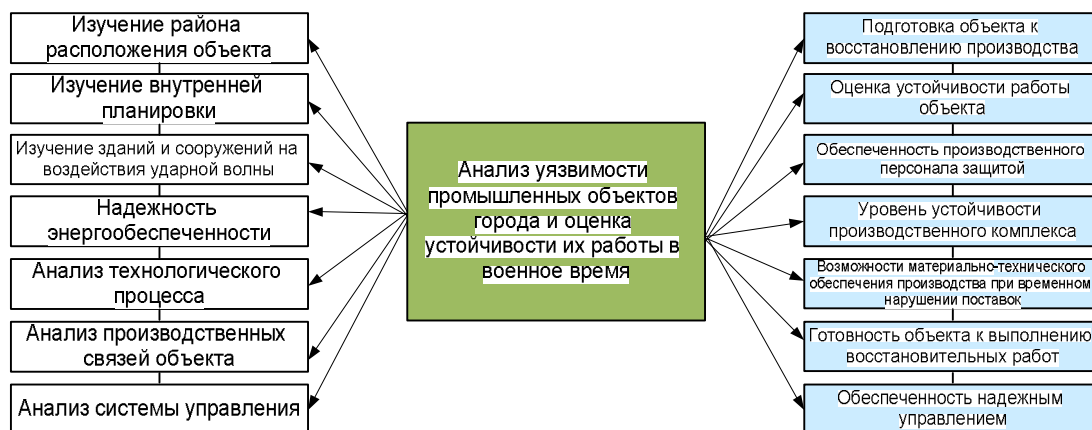 Изучение района
расположения объекта
Изучение внутренней
планировки
Изучение зданий и сооружений на
воздействия ударной волны
Надежность
энергообеспеченности
Анализ технологического
процесса
Анализ производственных
связей объекта
Анализ системы управления
Анализ уязвимости
промышленных объектов
города и оценка
устойчивости их работы в
военное время
Подготовка объекта к
восстановлению производства
Оценка устойчивости работы
объекта
Обеспеченность производственного
персонала защитой
Уровень устойчивости
производственного комплекса
Возможности материально-технического
обеспечения производства при временном
нарушении поставок
Готовность объекта к выполнению
восстановительных работ
Обеспеченность надежным
управлением